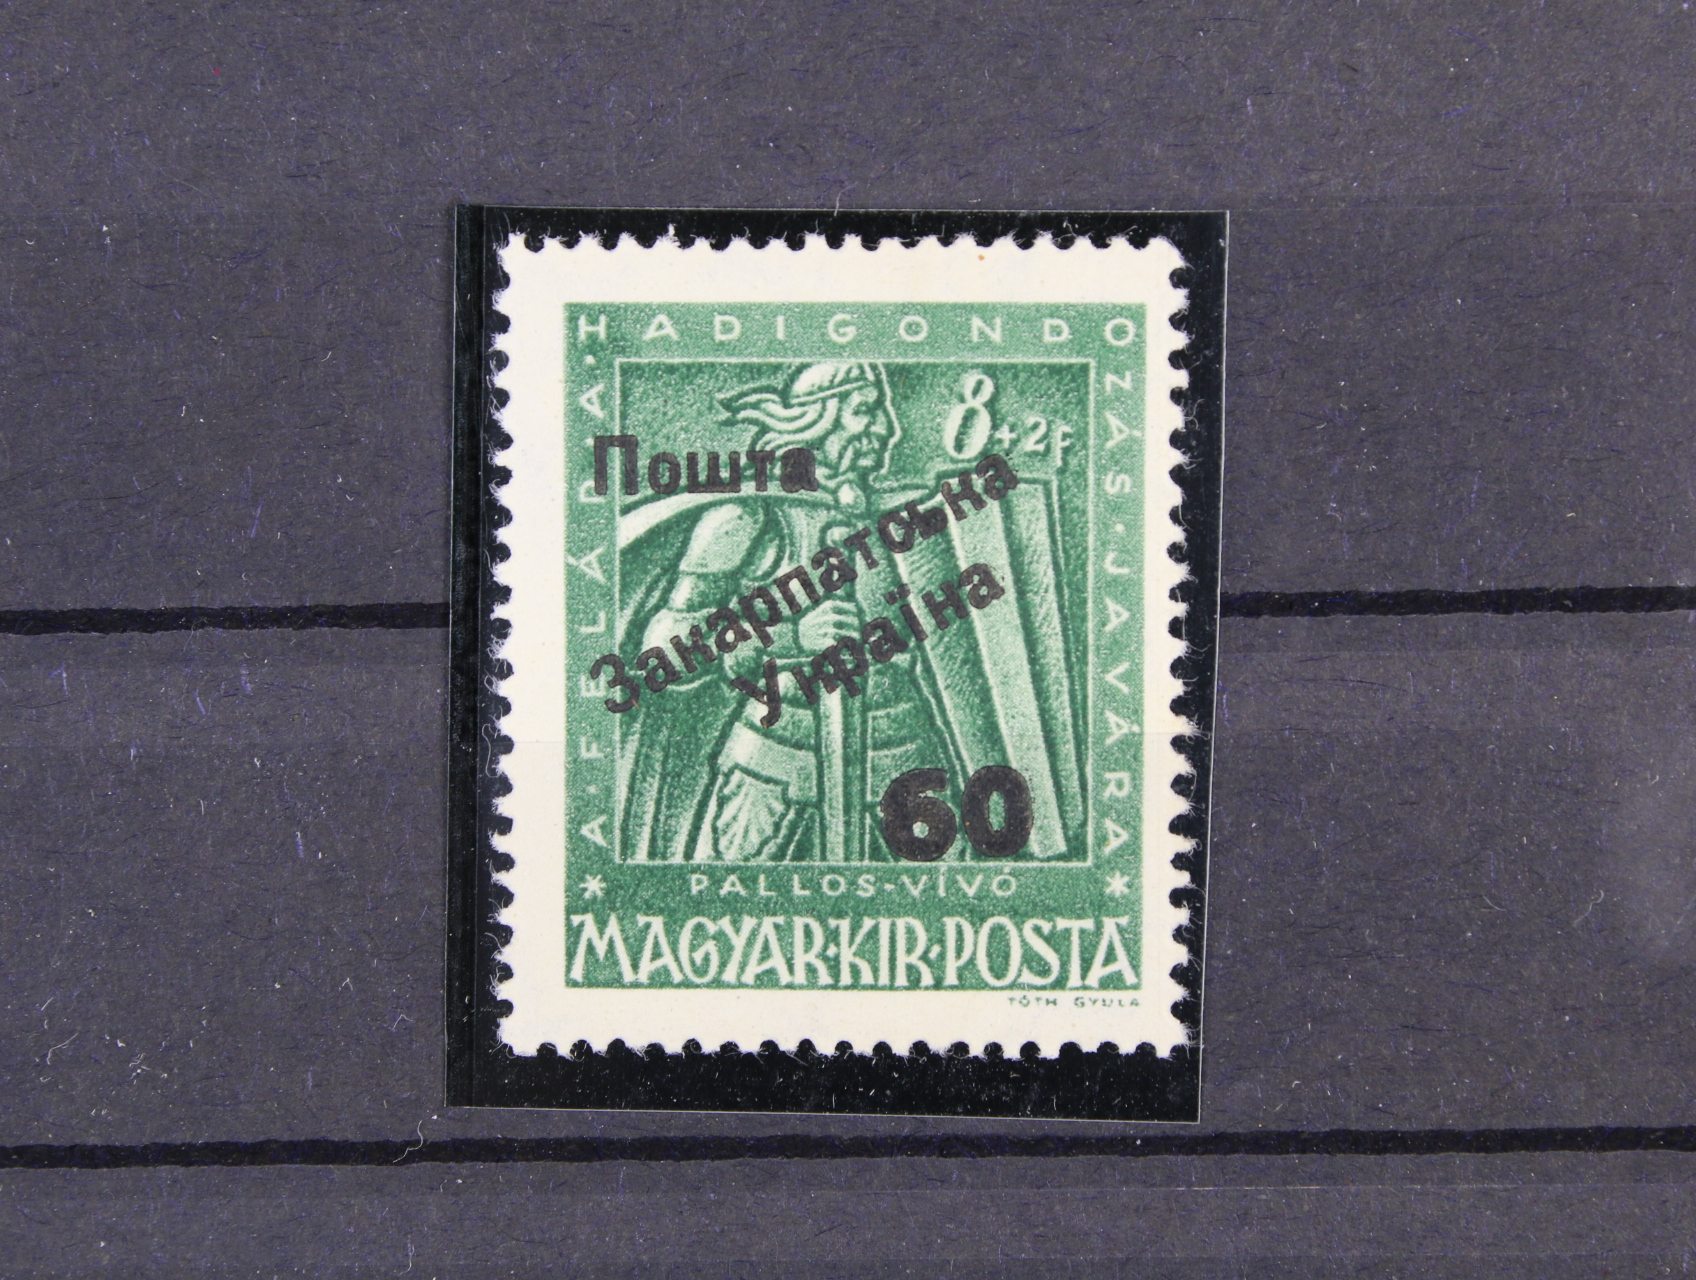 A · FELÁRA · A · HADIGONDOZÁS · JAVÁRA
8+2f
Пошта
Закарпатська
Україна
60
* PALLOS-VÍVÓ *
MAGYAR·KIR·POSTA
TÓTH GYULA